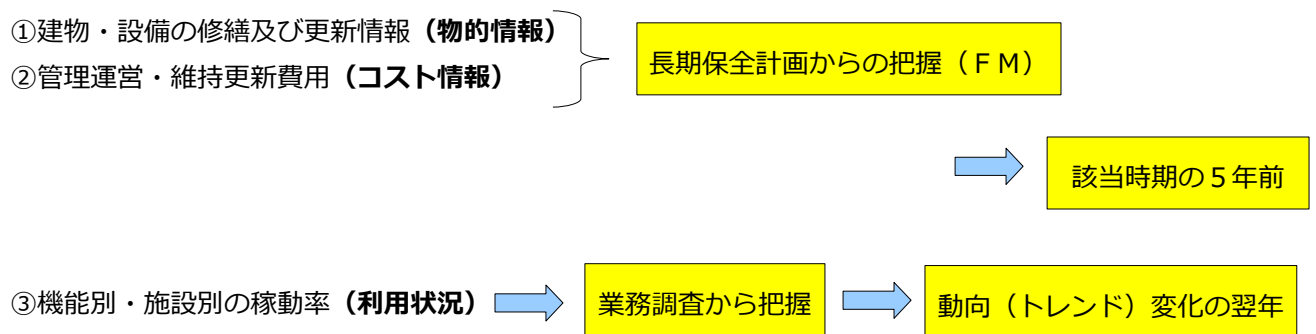 ①建物・設備の修繕及び更新情報（物的情報）
②管理運営・維持更新費用（コスト情報）
長期保全計画からの把握（ＦＭ）
該当時期の５年前
③機能別・施設別の稼動率（利用状況）
業務調査から把握
動向（トレンド）変化の翌年